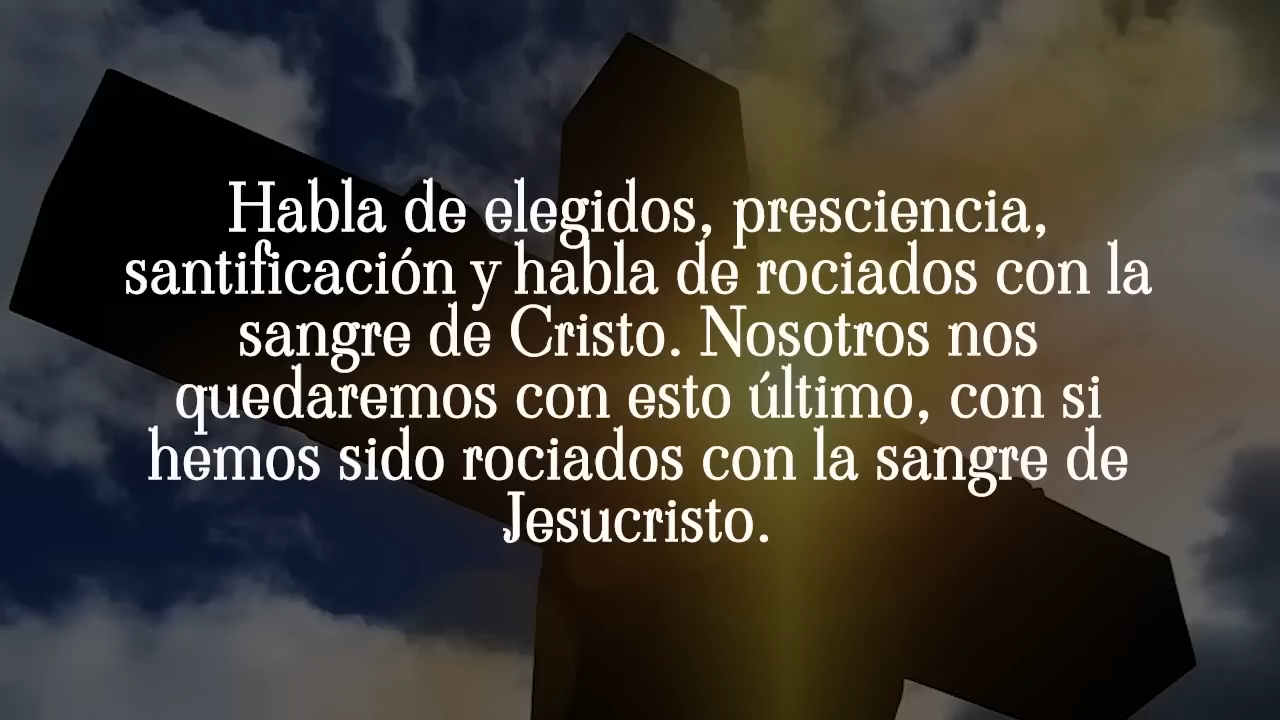 Habla de elegidos, presciencia,
santificación y habla de rociados con la
sangre de Cristo. Nosotros nos
quedaremos con esto último, con si
hemos sido rociados con la sangre de
Jesucristo.